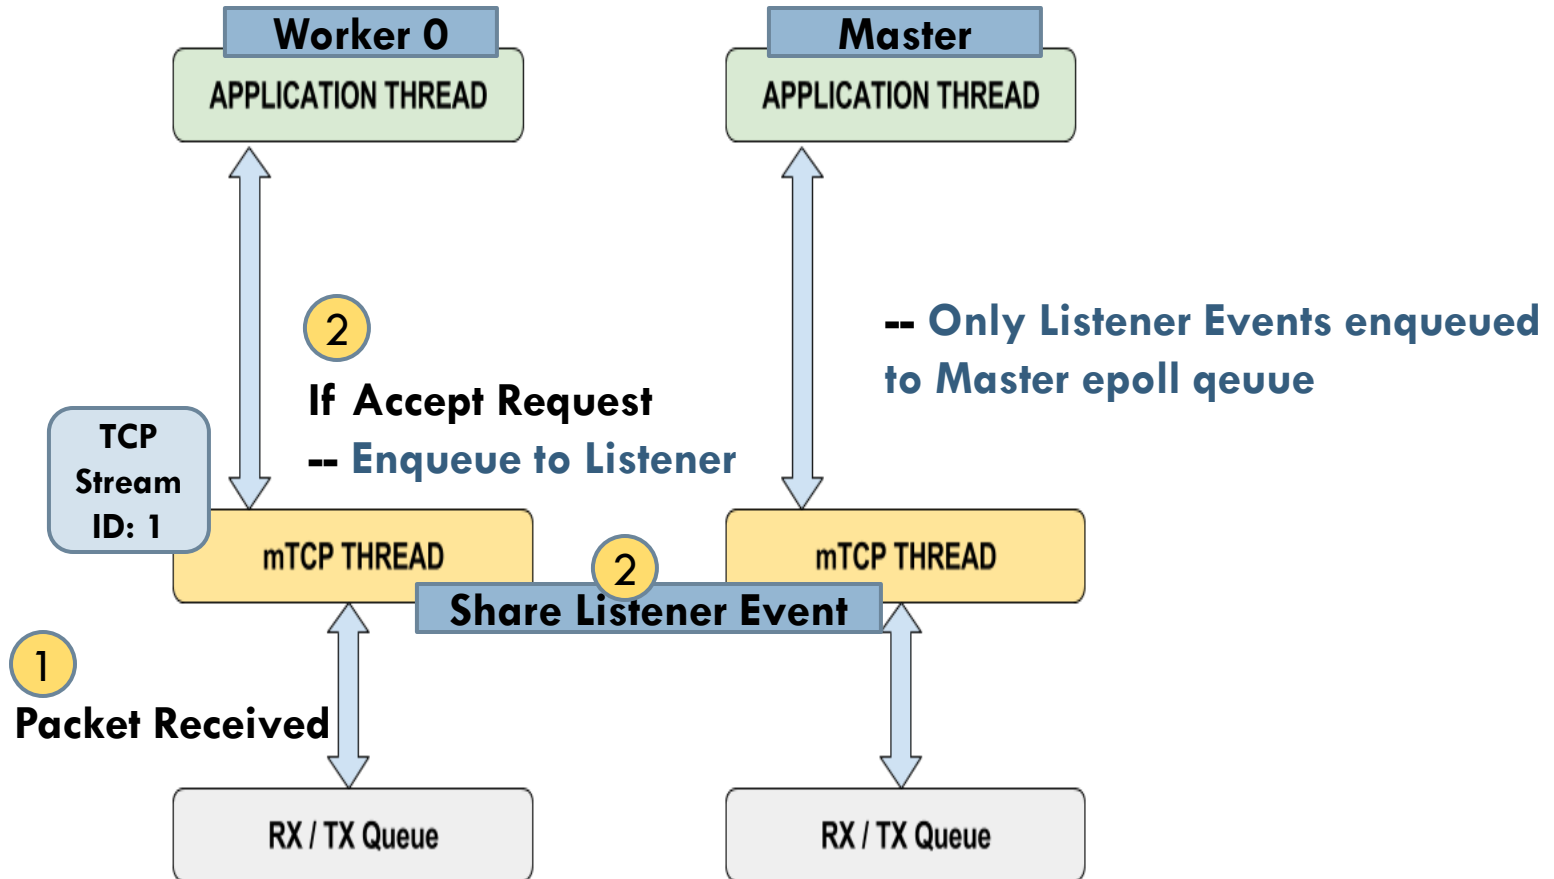 Worker 0
APPLICATION THREAD
Master
APPLICATION THREAD
2
If Accept Request
-- Enqueue to Listener
-- Only Listener Events enqueued
to Master epoll qeuue
TCP
Stream
ID: 1
mTCP THREAD
mTCP THREAD
2
Share Listener Event
1
Packet Received
RX / TX Queue
RX / TX Queue